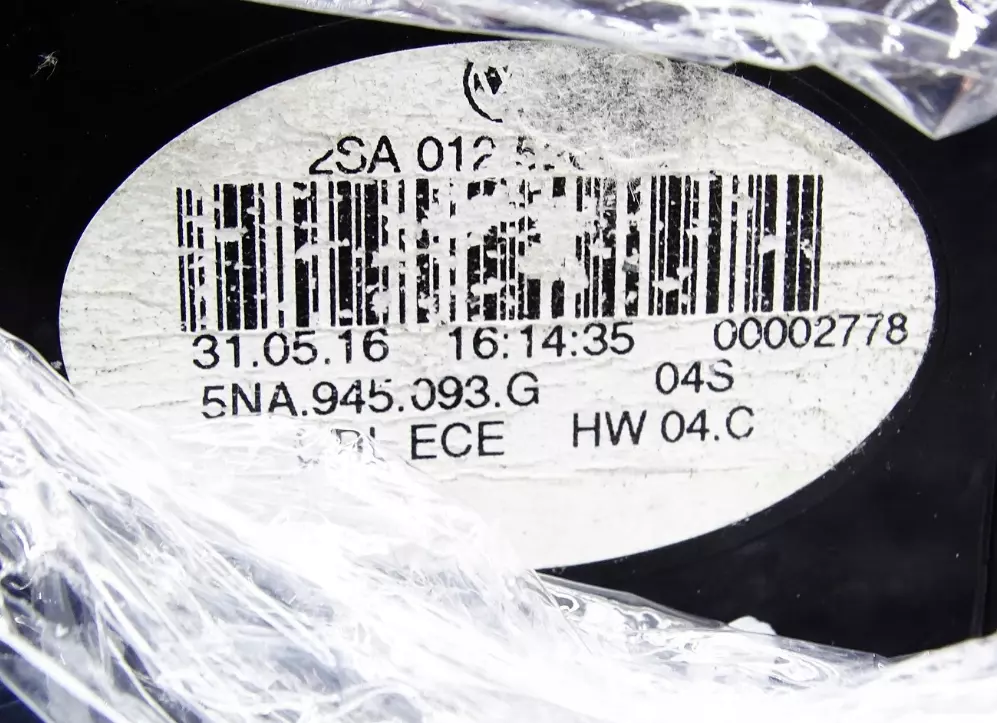 2SA 012
31.05.16 16:14:35 00002778
5NA.945.093.G 04S
ECE HW 04.C